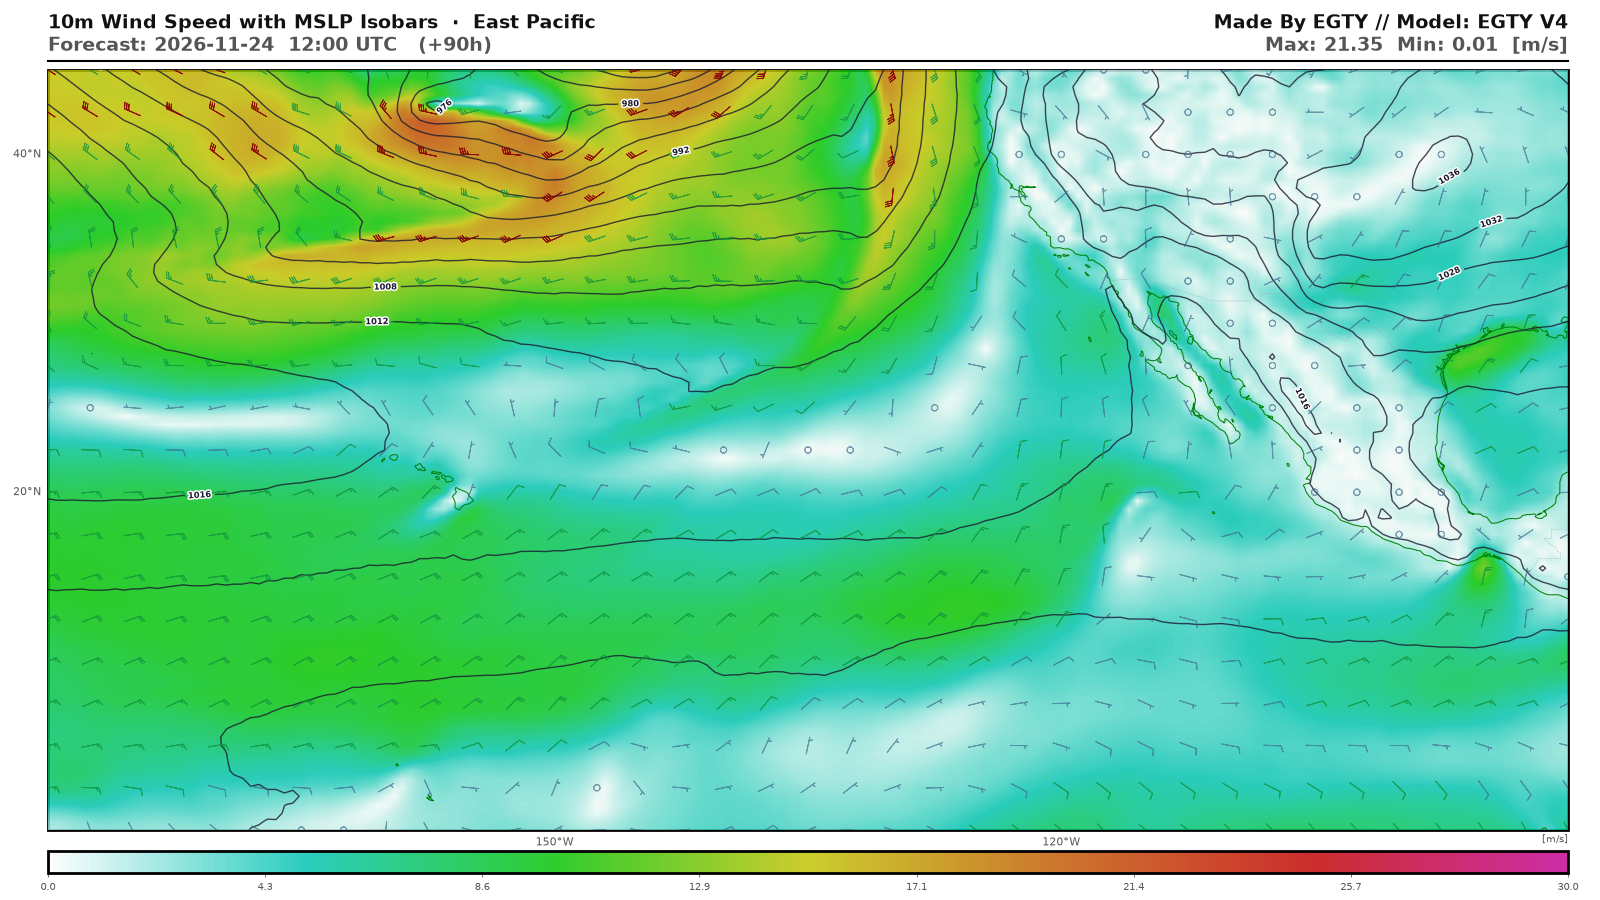 10m Wind Speed with MSLP Isobars · East Pacific
Made By EGTY // Model: EGTY V4
Forecast: 2026-11-24 12:00 UTC (+90h)
Max: 21.35 Min: 0.01 [m/s]
976
980
992
40°N
1036
1032
1028
1008
1012
1016
20°N
1016
150°W
120°W
[m/s]
0.0
4.3
8.6
12.9
17.1
21.4
25.7
30.0